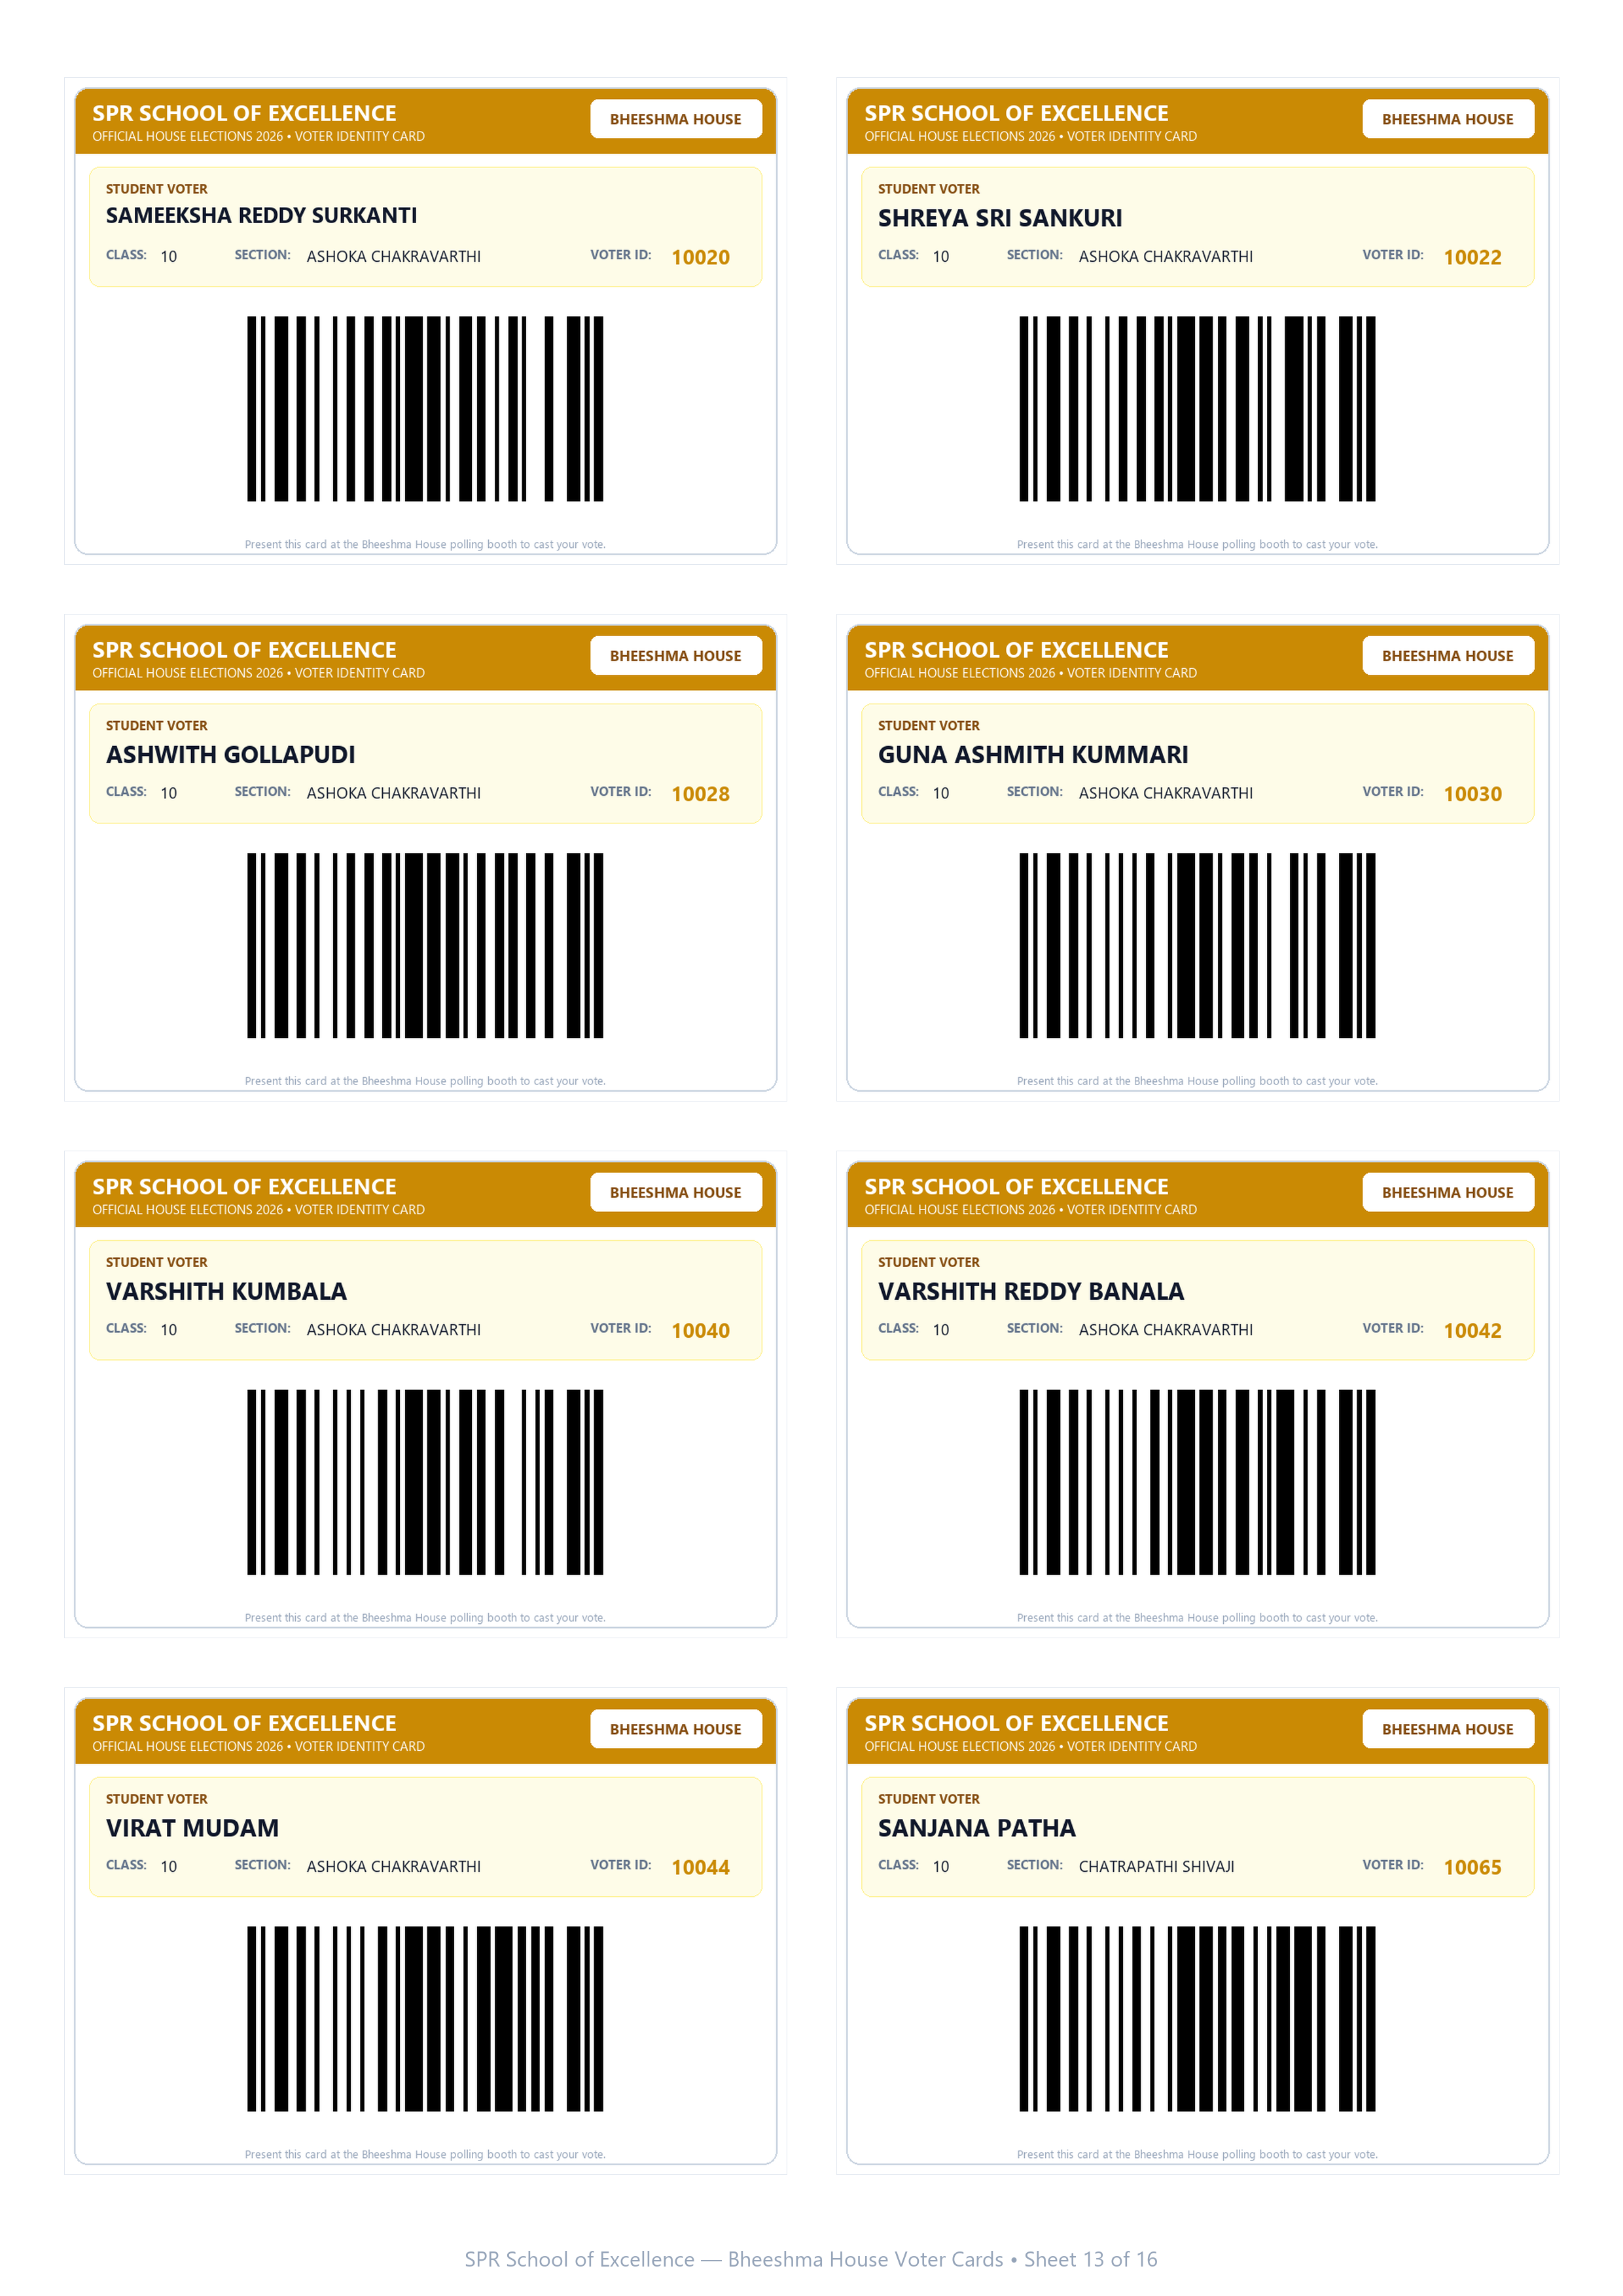 SPR SCHOOL OF EXCELLENCE
OFFICIAL HOUSE ELECTIONS 2026 • VOTER IDENTITY CARD
BHEESHMA HOUSE
STUDENT VOTER
SAMEEKSHA REDDY SURKANTI
CLASS: 10 SECTION: ASHOKA CHAKRAVARTHI VOTER ID: 10020
Present this card at the Bheeshma House polling booth to cast your vote.
SPR SCHOOL OF EXCELLENCE
OFFICIAL HOUSE ELECTIONS 2026 • VOTER IDENTITY CARD
BHEESHMA HOUSE
STUDENT VOTER
SHREYA SRI SANKURI
CLASS: 10 SECTION: ASHOKA CHAKRAVARTHI VOTER ID: 10022
Present this card at the Bheeshma House polling booth to cast your vote.
SPR SCHOOL OF EXCELLENCE
OFFICIAL HOUSE ELECTIONS 2026 • VOTER IDENTITY CARD
BHEESHMA HOUSE
STUDENT VOTER
ASHWITH GOLLAPUDI
CLASS: 10 SECTION: ASHOKA CHAKRAVARTHI VOTER ID: 10028
Present this card at the Bheeshma House polling booth to cast your vote.
SPR SCHOOL OF EXCELLENCE
OFFICIAL HOUSE ELECTIONS 2026 • VOTER IDENTITY CARD
BHEESHMA HOUSE
STUDENT VOTER
GUNA ASHMITH KUMMARI
CLASS: 10 SECTION: ASHOKA CHAKRAVARTHI VOTER ID: 10030
Present this card at the Bheeshma House polling booth to cast your vote.
SPR SCHOOL OF EXCELLENCE
OFFICIAL HOUSE ELECTIONS 2026 • VOTER IDENTITY CARD
BHEESHMA HOUSE
STUDENT VOTER
VARSHITH KUMBALA
CLASS: 10 SECTION: ASHOKA CHAKRAVARTHI VOTER ID: 10040
Present this card at the Bheeshma House polling booth to cast your vote.
SPR SCHOOL OF EXCELLENCE
OFFICIAL HOUSE ELECTIONS 2026 • VOTER IDENTITY CARD
BHEESHMA HOUSE
STUDENT VOTER
VARSHITH REDDY BANALA
CLASS: 10 SECTION: ASHOKA CHAKRAVARTHI VOTER ID: 10042
Present this card at the Bheeshma House polling booth to cast your vote.
SPR SCHOOL OF EXCELLENCE
OFFICIAL HOUSE ELECTIONS 2026 • VOTER IDENTITY CARD
BHEESHMA HOUSE
STUDENT VOTER
VIRAT MUDAM
CLASS: 10 SECTION: ASHOKA CHAKRAVARTHI VOTER ID: 10044
Present this card at the Bheeshma House polling booth to cast your vote.
SPR SCHOOL OF EXCELLENCE
OFFICIAL HOUSE ELECTIONS 2026 • VOTER IDENTITY CARD
BHEESHMA HOUSE
STUDENT VOTER
SANJANA PATHA
CLASS: 10 SECTION: CHATRAPATHI SHIVAJI VOTER ID: 10065
Present this card at the Bheeshma House polling booth to cast your vote.
SPR School of Excellence — Bheeshma House Voter Cards • Sheet 13 of 16